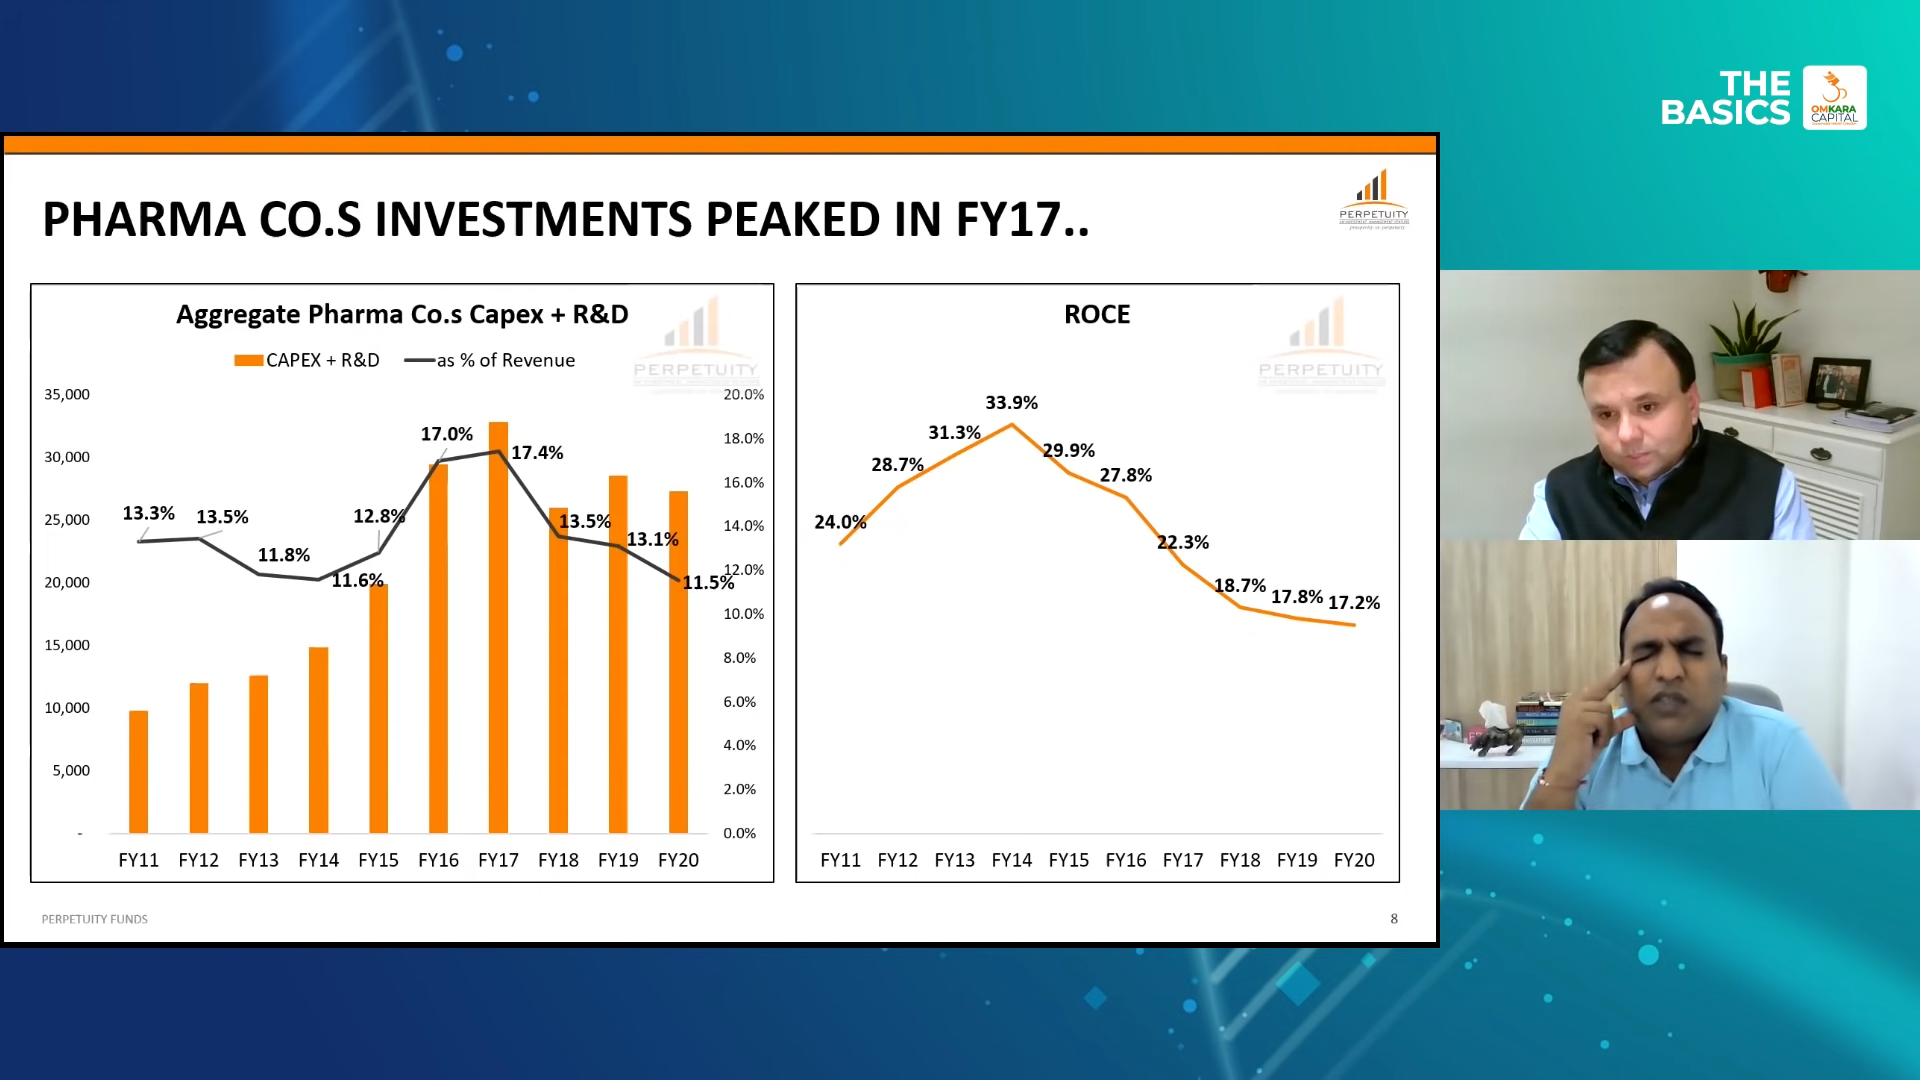 THE
BASICS
OMKARA
CAPITAL
PHARMA CO.S INVESTMENTS PEAKED IN FY17..
PERPETUITY
Aggregate Pharma Co.s Capex + R&D
PERPETUITY
CAPEX + R&D as % of Revenue
35,000
30,000
25,000
20,000
15,000
10,000
5,000
-
20.0%
18.0%
16.0%
14.0%
12.0%
10.0%
8.0%
6.0%
4.0%
2.0%
0.0%
13.3%
13.5%
11.8%
11.6%
12.8%
17.0%
17.4%
13.5%
13.1%
11.5%
FY11 FY12 FY13 FY14 FY15 FY16 FY17 FY18 FY19 FY20
ROCE
PERPETUITY
24.0%
28.7%
31.3%
33.9%
29.9%
27.8%
22.3%
18.7%
17.8%
17.2%
FY11 FY12 FY13 FY14 FY15 FY16 FY17 FY18 FY19 FY20
PERPETUITY FUNDS
8